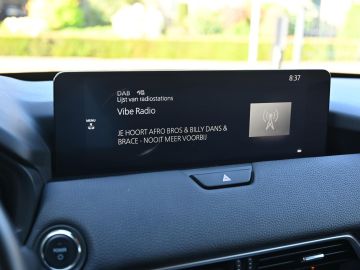 DAB
8:37
Lijst van radiostations
Vibe Radio
MENU
JE HOORT AFRO BROS & BILLY DANS &
BRACE - NOOIT MEER VOORBIJ